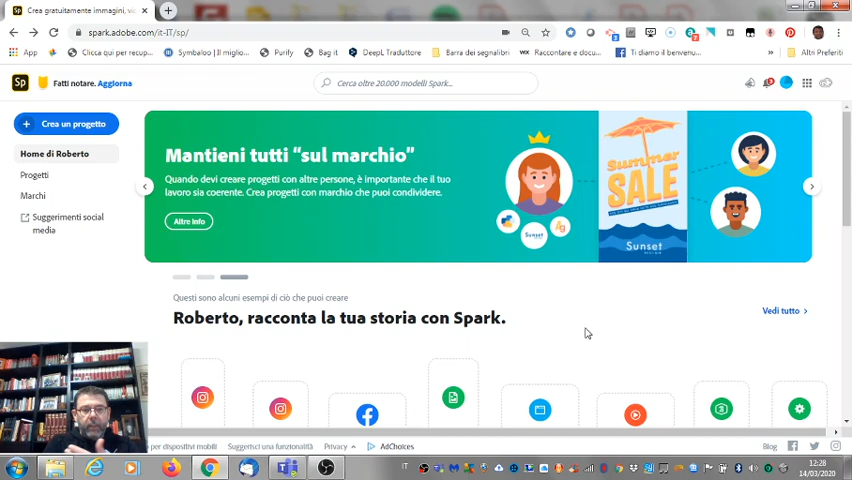 Sp Crea gratuitamente immagini, vid
spark.adobe.com/it-IT/sp/
App
Clicca qui per recup...
Symbaloo | Il miglio...
Purify
Bag it
DeepL Traduttore
Barra dei segnalibri
Raccontare e docu...
Ti diamo il benvenu...
»
Altri Preferiti
Sp
Fatti notare. Aggiorna
Cerca oltre 20.000 modelli Spark...
+ Crea un progetto
Home di Roberto
Progetti
Marchi
Suggerimenti social
media
Mantieni tutti "sul marchio"
Quando devi creare progetti con altre persone, è importante che il tuo
lavoro sia coerente. Crea progetti con marchio che puoi condividere.
Altre info
Summer
SALE
Sunset
Sunset
Ag
Questi sono alcuni esempi di ciò che puoi creare
Roberto, racconta la tua storia con Spark.
Vedi tutto
per dispositivi mobili
Suggerisci una funzionalità
Privacy
AdChoices
Blog
IT
12:28
14/03/2020